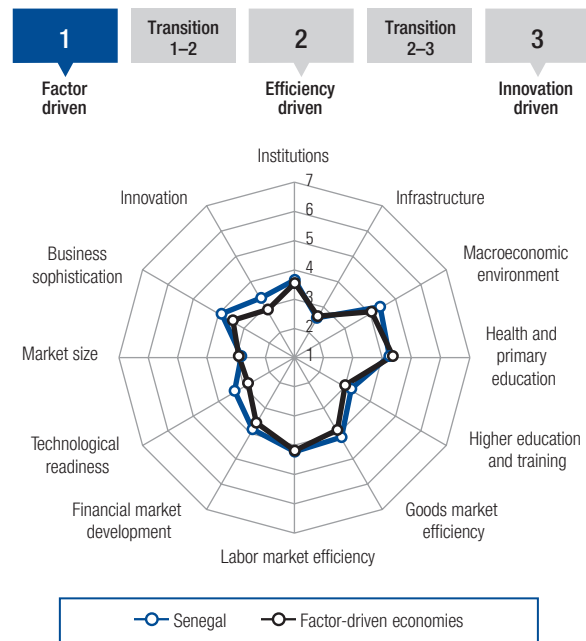 1
Transition
1–2
2
Transition
2–3
3
Factor
driven
Efficiency
driven
Innovation
driven
Institutions
Infrastructure
Macroeconomic
environment
Health and
primary
education
Higher education
and training
Goods market
efficiency
Labor market efficiency
Financial market
development
Technological
readiness
Market size
Business
sophistication
Innovation
7
6
5
4
3
2
1
Senegal
Factor-driven economies